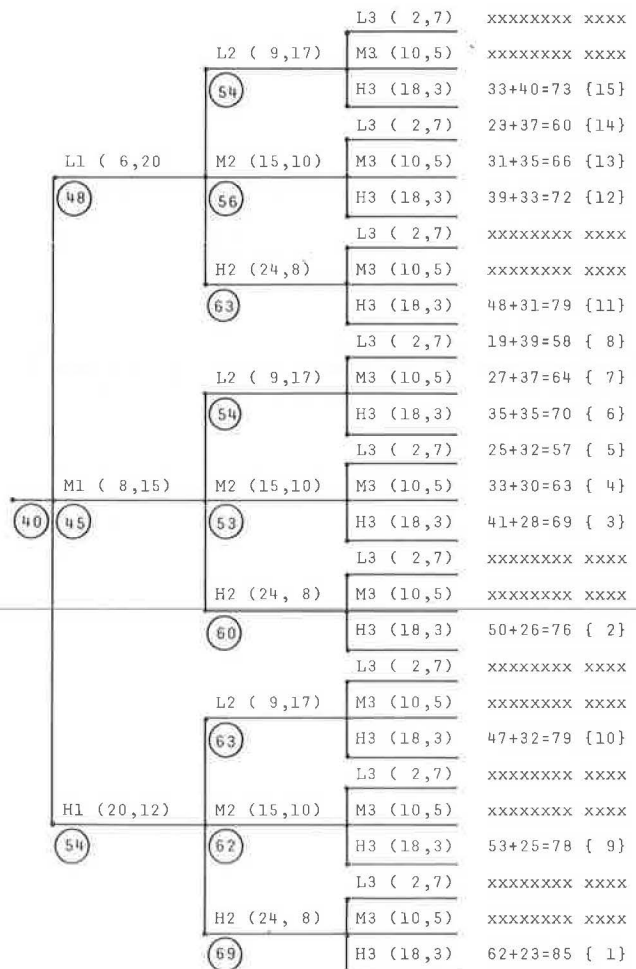 L3 ( 2,7) xxxxxxxx xxxx
L2 ( 9,17) M3 (10,5) xxxxxxxx xxxx
54 H3 (18,3) 33+40=73 {15}
L3 ( 2,7) 23+37=60 {14}
L1 ( 6,20 M2 (15,10) M3 (10,5) 31+35=66 {13}
48 56 H3 (18,3) 39+33=72 {12}
L3 ( 2,7) xxxxxxxx xxxx
H2 (24,8) M3 (10,5) xxxxxxxx xxxx
63 H3 (18,3) 48+31=79 {11}
L3 ( 2,7) 19+39=58 { 8}
L2 ( 9,17) M3 (10,5) 27+37=64 { 7}
54 H3 (18,3) 35+35=70 { 6}
L3 ( 2,7) 25+32=57 { 5}
M1 ( 8,15) M2 (15,10) M3 (10,5) 33+30=63 { 4}
40 45 53 H3 (18,3) 41+28=69 { 3}
L3 ( 2,7) xxxxxxxx xxxx
H2 (24, 8) M3 (10,5) xxxxxxxx xxxx
60 H3 (18,3) 50+26=76 { 2}
L3 ( 2,7) xxxxxxxx xxxx
L2 ( 9,17) M3 (10,5) xxxxxxxx xxxx
63 H3 (18,3) 47+32=79 {10}
L3 ( 2,7) xxxxxxxx xxxx
H1 (20,12) M2 (15,10) M3 (10,5) xxxxxxxx xxxx
54 62 H3 (18,3) 53+25=78 { 9}
L3 ( 2,7) xxxxxxxx xxxx
H2 (24, 8) M3 (10,5) xxxxxxxx xxxx
69 H3 (18,3) 62+23=85 { 1}